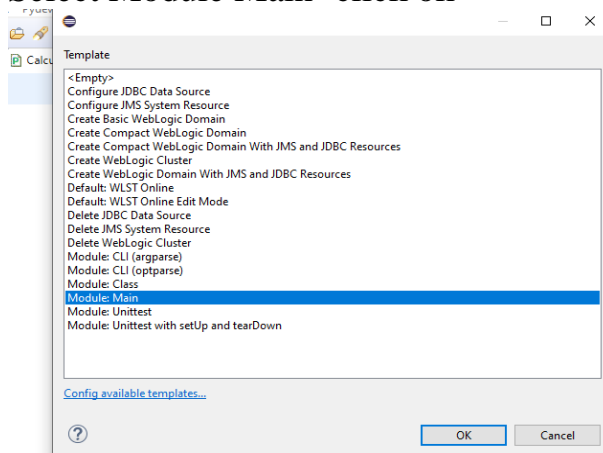 Template
Calcu
<Empty>
Configure JDBC Data Source
Configure JMS System Resource
Create Basic WebLogic Domain
Create Compact WebLogic Domain
Create Compact WebLogic Domain With JMS and JDBC Resources
Create WebLogic Cluster
Create WebLogic Domain With JMS and JDBC Resources
Default: WLST Online
Default: WLST Online Edit Mode
Delete JDBC Data Source
Delete JMS System Resource
Delete WebLogic Cluster
Module: CLI (argparse)
Module: CLI (optparse)
Module: Class
Module: Main
Module: Unittest
Module: Unittest with setUp and tearDown
Config available templates...
OK Cancel